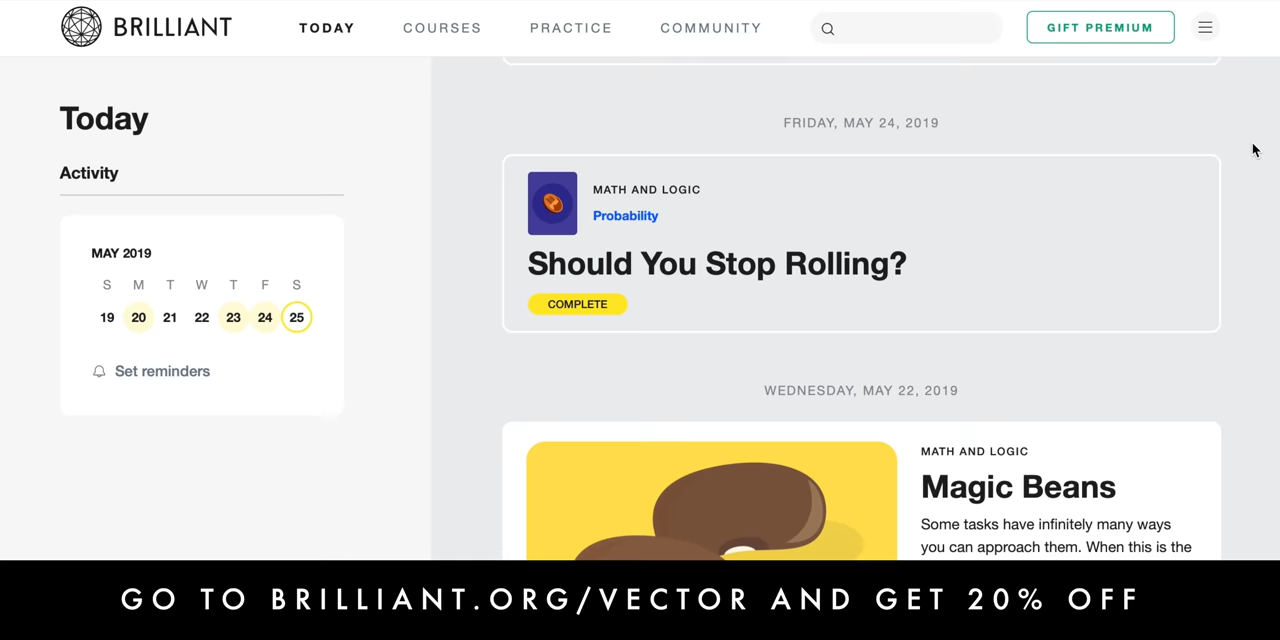 BRILLIANT
TODAY COURSES PRACTICE COMMUNITY
GIFT PREMIUM
Today
Activity
MAY 2019
S M T W T F S
19 20 21 22 23 24 25
Set reminders
FRIDAY, MAY 24, 2019
MATH AND LOGIC
Probability
Should You Stop Rolling?
COMPLETE
WEDNESDAY, MAY 22, 2019
MATH AND LOGIC
Magic Beans
Some tasks have infinitely many ways
you can approach them. When this is the
GO TO BRILLIANT.ORG/VECTOR AND GET 20% OFF